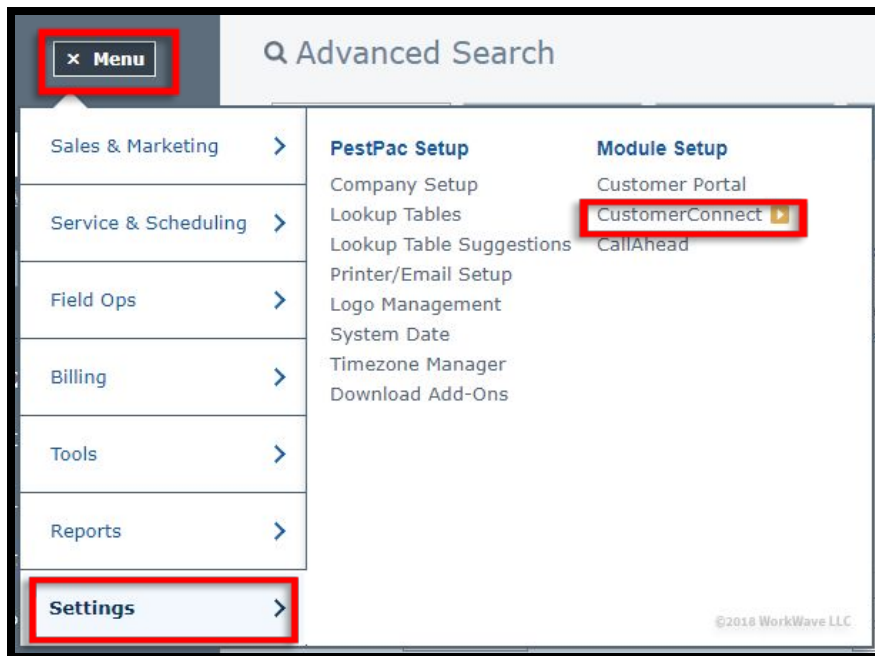 × Menu
Advanced Search
Sales & Marketing
Service & Scheduling
Field Ops
Billing
Tools
Reports
Settings
PestPac Setup
Company Setup
Lookup Tables
Lookup Table Suggestions
Printer/Email Setup
Logo Management
System Date
Timezone Manager
Download Add-Ons
Module Setup
Customer Portal
CustomerConnect
CallAhead
©2018 WorkWave LLC